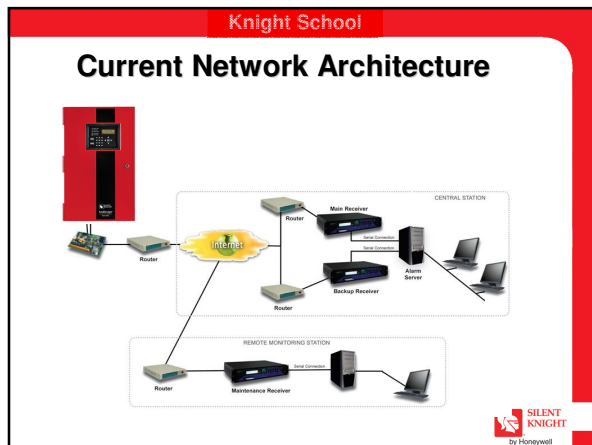 Knight School
Current Network Architecture
CENTRAL STATION
Main Receiver
Router
Serial Connection
Serial Connection
Internet
Router
Alarm
Server
Backup Receiver
Router
REMOTE MONITORING STATION
Serial Connection
Router
Maintenance Receiver
SILENT
KNIGHT
by Honeywell